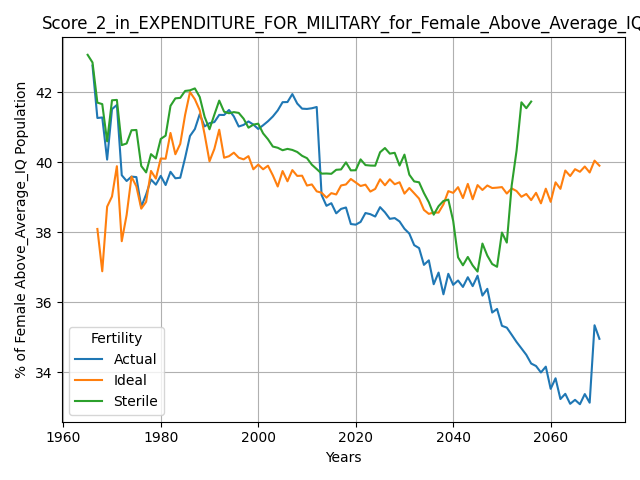 Score_2_in_EXPENDITURE_FOR_MILITARY_for_Female_Above_Average_IQ
% of Female Above_Average_IQ Population
42
40
38
36
34
Fertility
Actual
Ideal
Sterile
1960
1980
2000
2020
2040
2060
Years